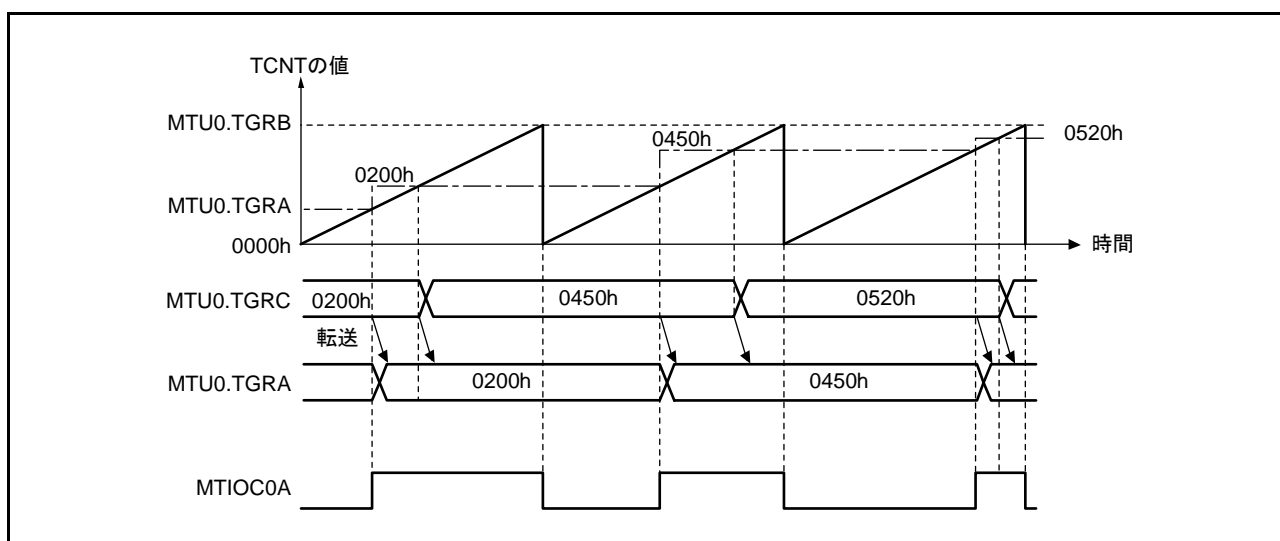 TCNTの値
MTU0.TGRB
0520h
0450h
0200h
MTU0.TGRA
0000h
時間
MTU0.TGRC
0200h
0450h
0520h
転送
MTU0.TGRA
0200h
0450h
MTIOC0A